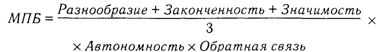 МПБ = Разнообразие + Законченность + Значимость / 3 ×
× Автономность × Обратная связь